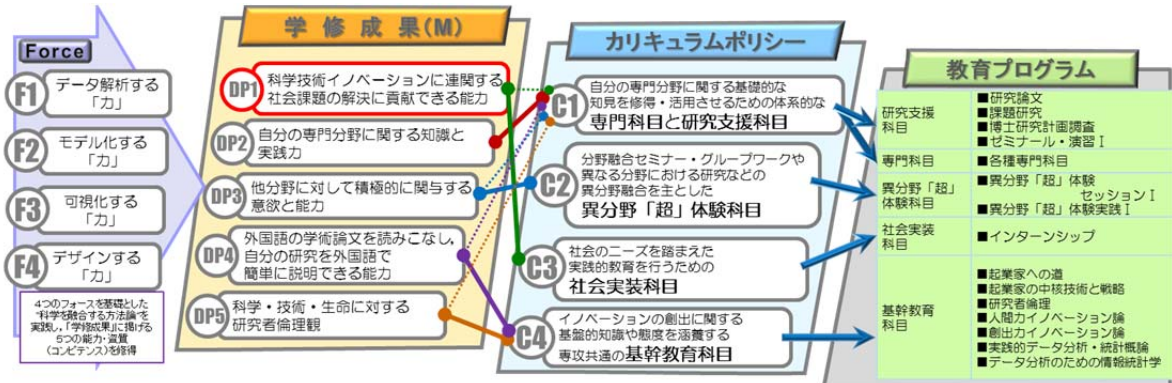 Force
F1
データ解析する
「力」
F2
モデル化する
「力」
F3
可視化する
「力」
F4
デザインする
「力」
4つのフォースを基礎とした
"科学を融合する方法論"を
実践し,「学修成果」に掲げる
5つの能力・資質
(コンピテンス)を修得
学修成果(M)
DP1
科学技術イノベーションに連関する
社会課題の解決に貢献できる能力
DP2
自分の専門分野に関する知識と
実践力
DP3
他分野に対して積極的に関与する
意欲と能力
DP4
外国語の学術論文を読みこなし,
自分の研究を外国語で
簡単に説明できる能力
DP5
科学・技術・生命に対する
研究者倫理観
カリキュラムポリシー
C1
自分の専門分野に関する基礎的な
知見を修得・活用させるための体系的な
専門科目と研究支援科目
C2
分野融合セミナー・グループワークや
異なる分野における研究などの
異分野融合を主とした
異分野「超」体験科目
C3
社会のニーズを踏まえた
実践的教育を行うための
社会実装科目
C4
イノベーションの創出に関する
基盤的知識や態度を涵養する
専攻共通の基幹教育科目
教育プログラム
研究支援
科目
■研究論文
■課題研究
■博士研究計画調査
■セミナール・演習Ⅰ
専門科目
■各種専門科目
異分野「超」
体験科目
■異分野「超」体験
セッションⅠ
■異分野「超」体験実践Ⅰ
社会実装
科目
■インターンシップ
基幹教育
科目
■起業家への道
■起業家の中核技術と戦略
■研究者倫理
■人間力イノベーション論
■創出力イノベーション論
■実践的データ分析・統計概論
■データ分析のための情報統計学